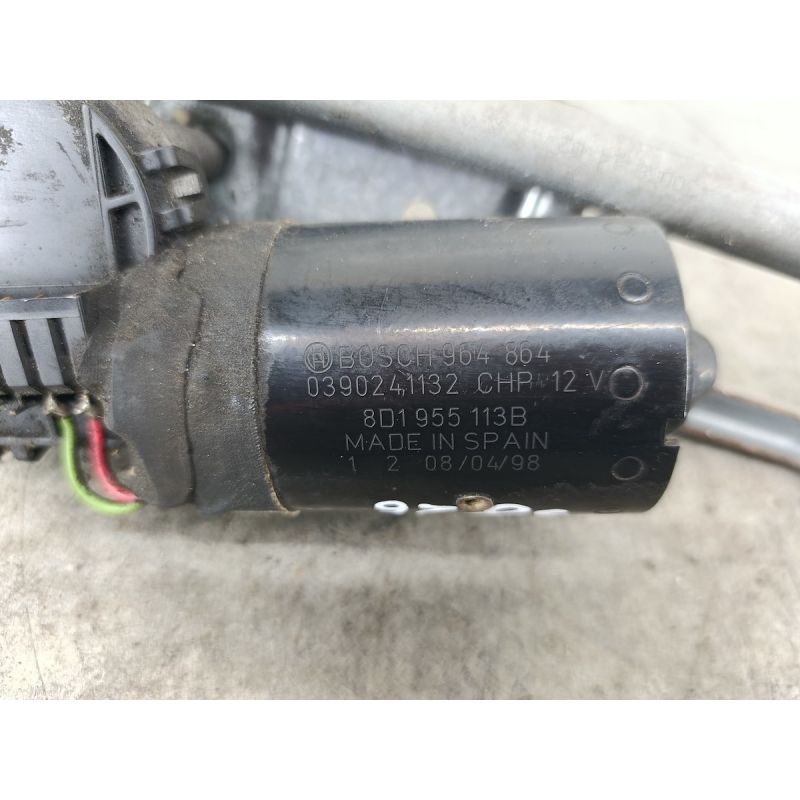 BOSCH 964 864
0390241132 CHP 12 V
8D1 955 113B
MADE IN SPAIN
1 2 08/04/98